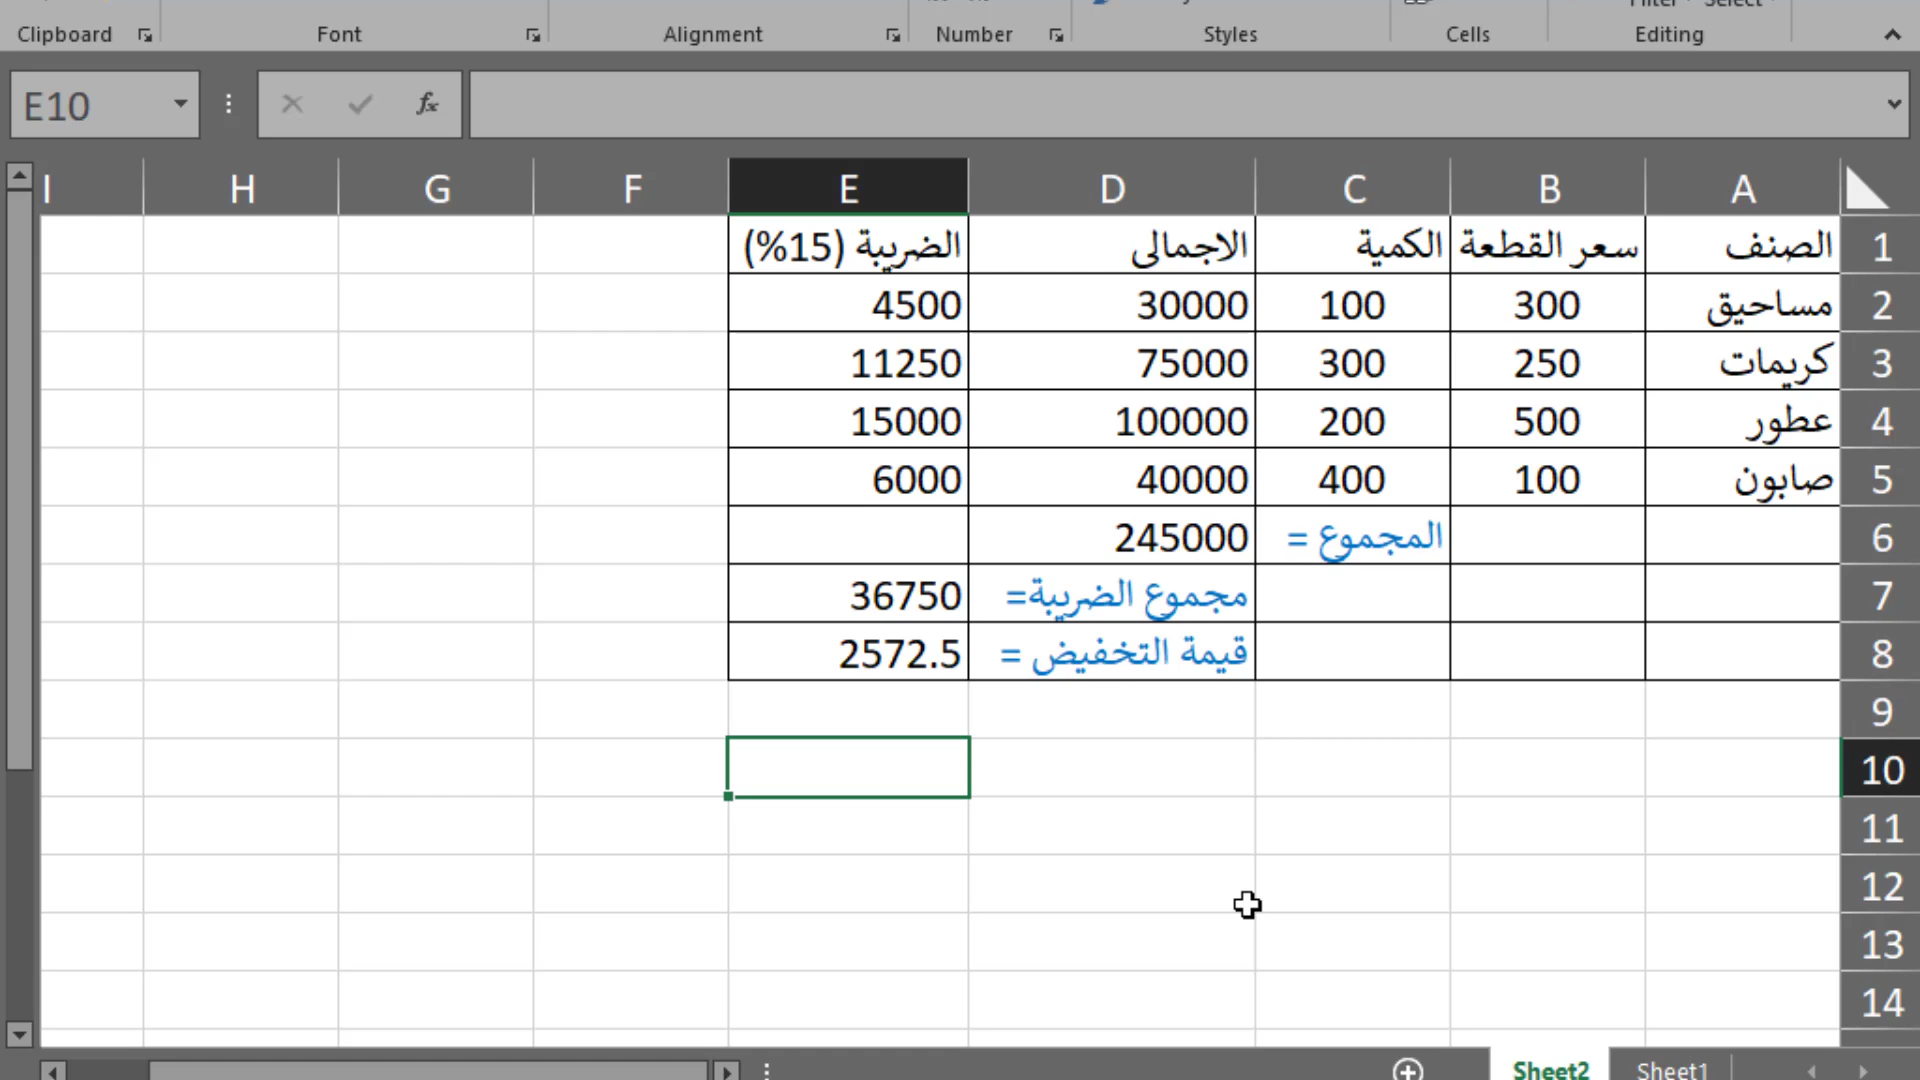 Clipboard Font Alignment Number Styles Cells Editing
E10 fx
I H G F E D C B A
الصنف سعر القطعة الكمية الاجمالى الضريبة (15%) 1
مساحيق 300 100 30000 4500 2
كريمات 250 300 75000 11250 3
عطور 500 200 100000 15000 4
صابون 100 400 40000 6000 5
المجموع = 245000 6
مجموع الضريبة= 36750 7
قيمة التخفيض = 2572.5 8
9
10
11
12
13
14
Sheet2 Sheet1